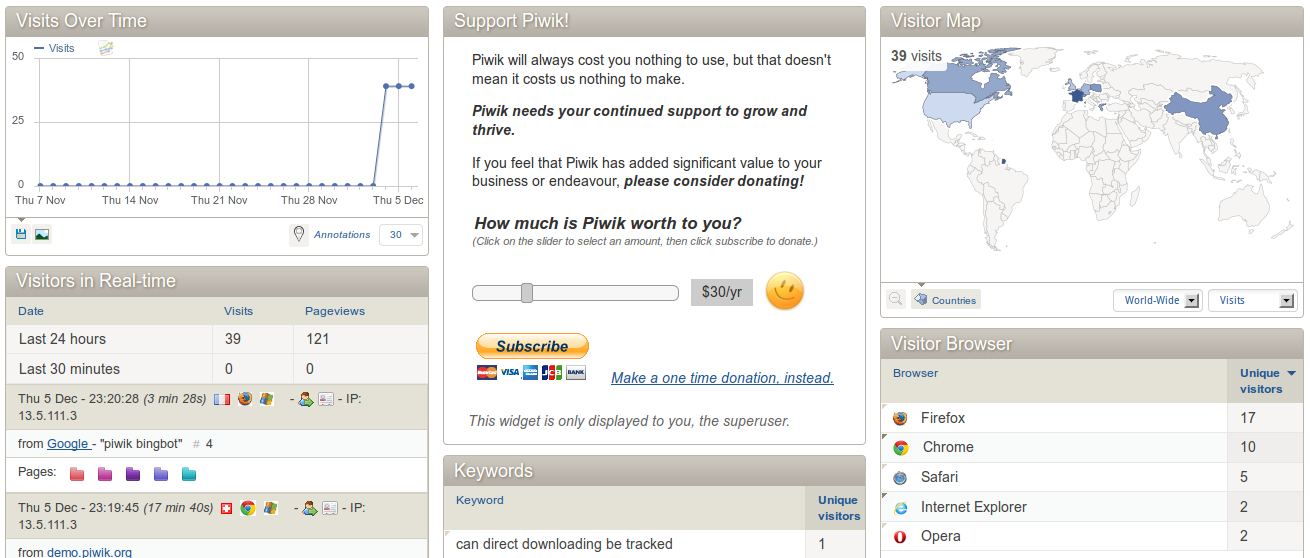 Visits Over Time
Visits
50
25
0
Thu 7 Nov Thu 14 Nov Thu 21 Nov Thu 28 Nov Thu 5 Dec
Annotations 30
Visitors in Real-time
Date Visits Pageviews
Last 24 hours 39 121
Last 30 minutes 0 0
Thu 5 Dec - 23:20:28 (3 min 28s) - - IP:
13.5.111.3
from Google - "piwik bingbot" # 4
Pages:
Thu 5 Dec - 23:19:45 (17 min 40s) - - IP:
13.5.111.3
from demo.piwik.org
Support Piwik!
Piwik will always cost you nothing to use, but that doesn't
mean it costs us nothing to make.
Piwik needs your continued support to grow and
thrive.
If you feel that Piwik has added significant value to your
business or endeavour, please consider donating!
How much is Piwik worth to you?
(Click on the slider to select an amount, then click subscribe to donate.)
$30/yr
Subscribe
MasterCard VISA JCB BANK
Make a one time donation, instead.
This widget is only displayed to you, the superuser.
Keywords
Keyword Unique
visitors
can direct downloading be tracked 1
Visitor Map
39 visits
Countries World-Wide Visits
Visitor Browser
Browser Unique
visitors
Firefox 17
Chrome 10
Safari 5
Internet Explorer 2
Opera 2